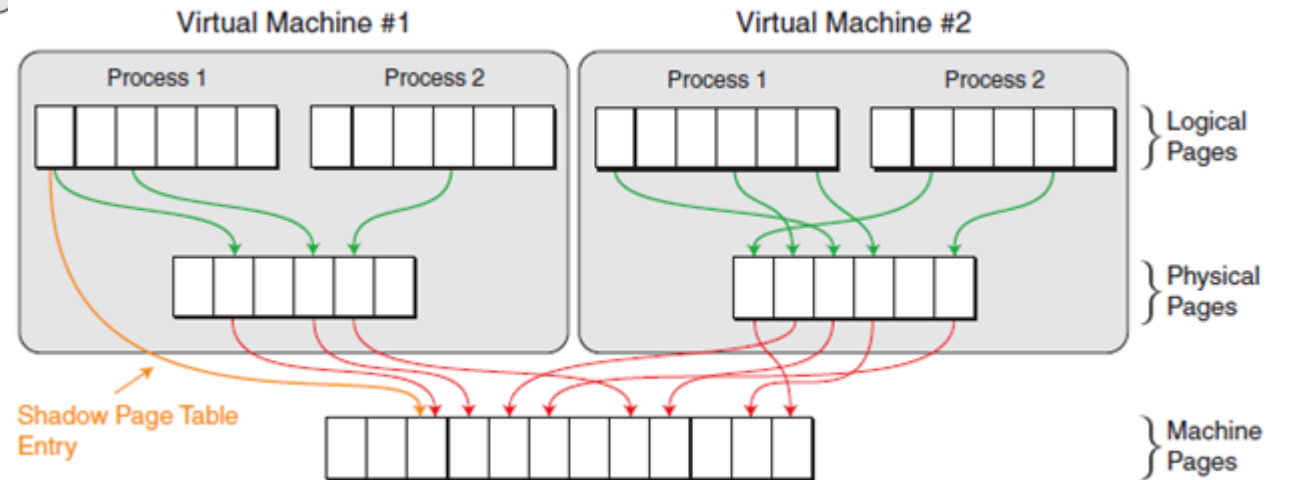 Virtual Machine #1
Virtual Machine #2
Process 1
Process 2
Process 1
Process 2
Logical
Pages
Physical
Pages
Shadow Page Table
Entry
Machine
Pages